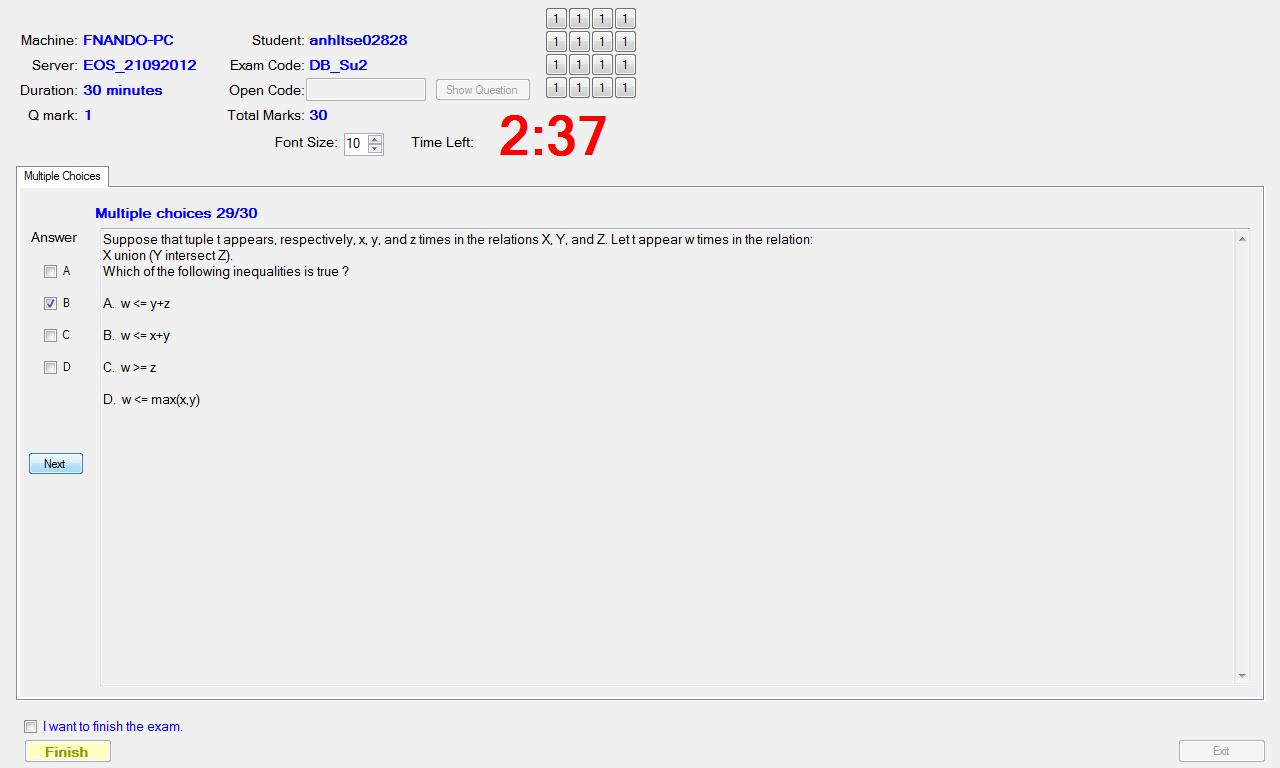 Machine: FNANDO-PC Student: anhltse02828
Server: EOS_21092012 Exam Code: DB_Su2
Duration: 30 minutes Open Code: Show Question
Q mark: 1 Total Marks: 30
1 1 1 1
1 1 1 1
1 1 1 1
1 1 1 1
Font Size: 10 Time Left: 2:37
Multiple Choices
Multiple choices 29/30
Answer
A
B
C
D
Suppose that tuple t appears, respectively, x, y, and z times in the relations X, Y, and Z. Let t appear w times in the relation:
X union (Y intersect Z).
Which of the following inequalities is true ?
A. w <= y+z
B. w <= x+y
C. w >= z
D. w <= max(x,y)
Next
I want to finish the exam.
Finish
Exit